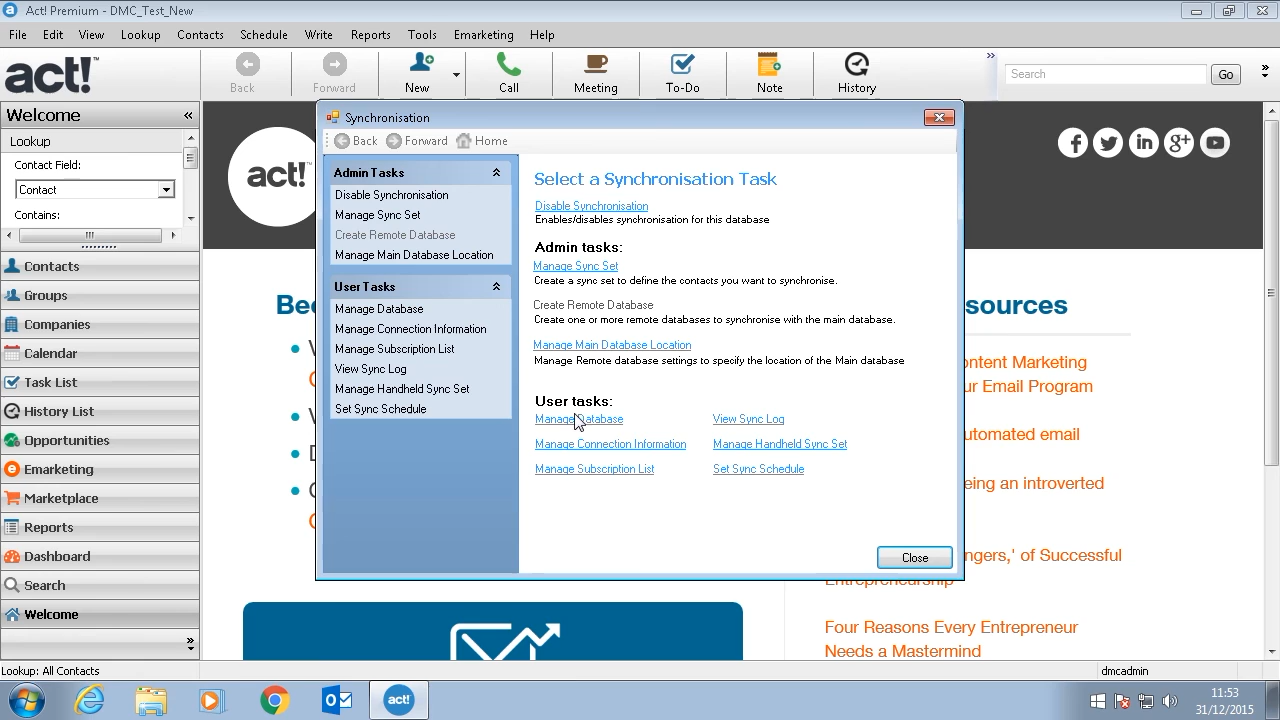 Act! Premium - DMC_Test_New
File Edit View Lookup Contacts Schedule Write Reports Tools Emarketing Help
act!
Back Forward New Call Meeting To-Do Note History
Search Go
Welcome
Lookup
Contact Field:
Contact
Contains:
Contacts
Groups
Companies
Calendar
Task List
History List
Opportunities
Emarketing
Marketplace
Reports
Dashboard
Search
Welcome
act!
Synchronisation
Back Forward Home
Admin Tasks
Disable Synchronisation
Manage Sync Set
Create Remote Database
Manage Main Database Location
User Tasks
Manage Database
Manage Connection Information
Manage Subscription List
View Sync Log
Manage Handheld Sync Set
Set Sync Schedule
Select a Synchronisation Task
Disable Synchronisation
Enables/disables synchronisation for this database
Admin tasks:
Manage Sync Set
Create a sync set to define the contacts you want to synchronise.
Create Remote Database
Create one or more remote databases to synchronise with the main database.
Manage Main Database Location
Manage Remote database settings to specify the location of the Main database
User tasks:
Manage Database View Sync Log
Manage Connection Information Manage Handheld Sync Set
Manage Subscription List Set Sync Schedule
Close
Be
sources
ontent Marketing
ur Email Program
utomated email
eing an introverted
ngers,' of Successful
Entrepreneurship
Four Reasons Every Entrepreneur
Needs a Mastermind
Lookup: All Contacts
dmcadmin
act!
11:53
31/12/2015